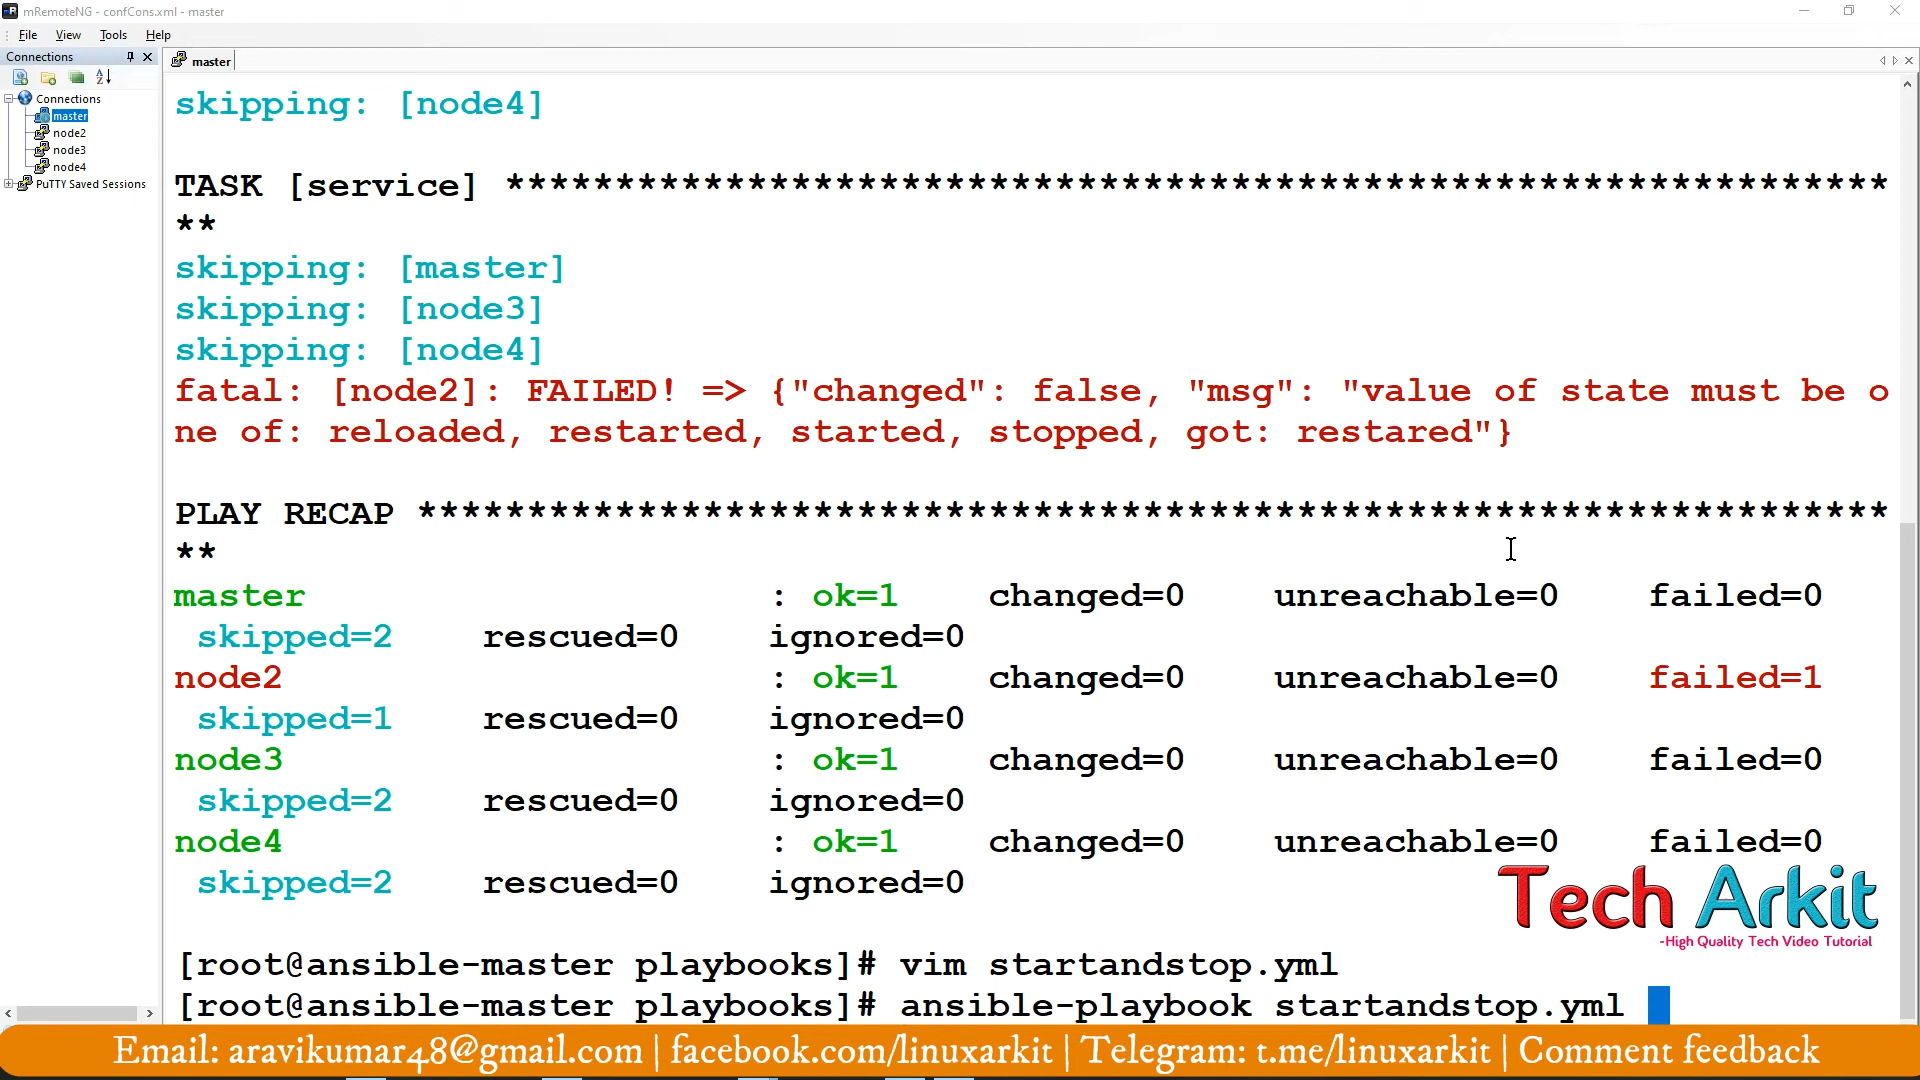 mRemoteNG - confCons.xml - master
File View Tools Help
Connections
master
Connections
master
node2
node3
node4
PuTTY Saved Sessions
skipping: [node4]
TASK [service] ***************************************************************
**
skipping: [master]
skipping: [node3]
skipping: [node4]
fatal: [node2]: FAILED! => {"changed": false, "msg": "value of state must be o
ne of: reloaded, restarted, started, stopped, got: restared"}
PLAY RECAP *******************************************************************
**
master : ok=1 changed=0 unreachable=0 failed=0
skipped=2 rescued=0 ignored=0
node2 : ok=1 changed=0 unreachable=0 failed=1
skipped=1 rescued=0 ignored=0
node3 : ok=1 changed=0 unreachable=0 failed=0
skipped=2 rescued=0 ignored=0
node4 : ok=1 changed=0 unreachable=0 failed=0
skipped=2 rescued=0 ignored=0
Tech Arkit
-High Quality Tech Video Tutorial
[root@ansible-master playbooks]# vim startandstop.yml
[root@ansible-master playbooks]# ansible-playbook startandstop.yml
Email: aravikumar48@gmail.com | facebook.com/linuxarkit | Telegram: t.me/linuxarkit | Comment feedback